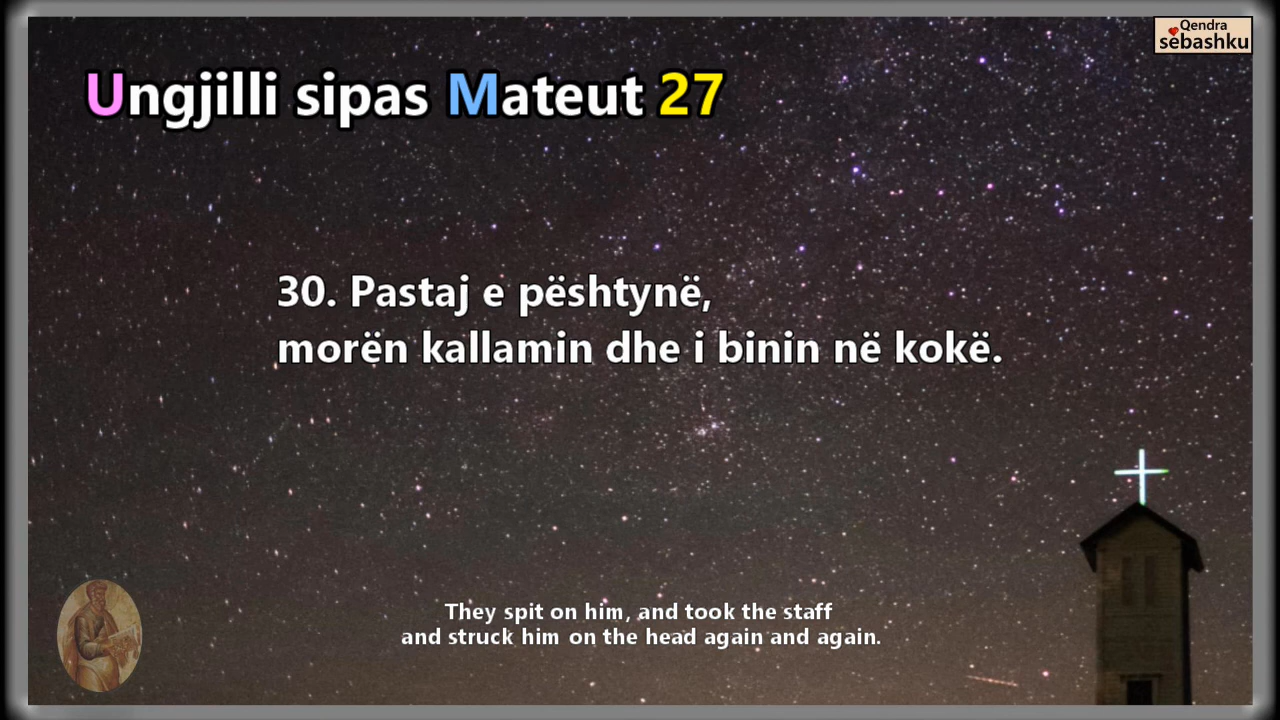 Qendra
sëbashku
Ungjilli sipas Mateut 27
30. Pastaj e pështynë,
morën kallamin dhe i binin në kokë.
They spit on him, and took the staff
and struck him on the head again and again.